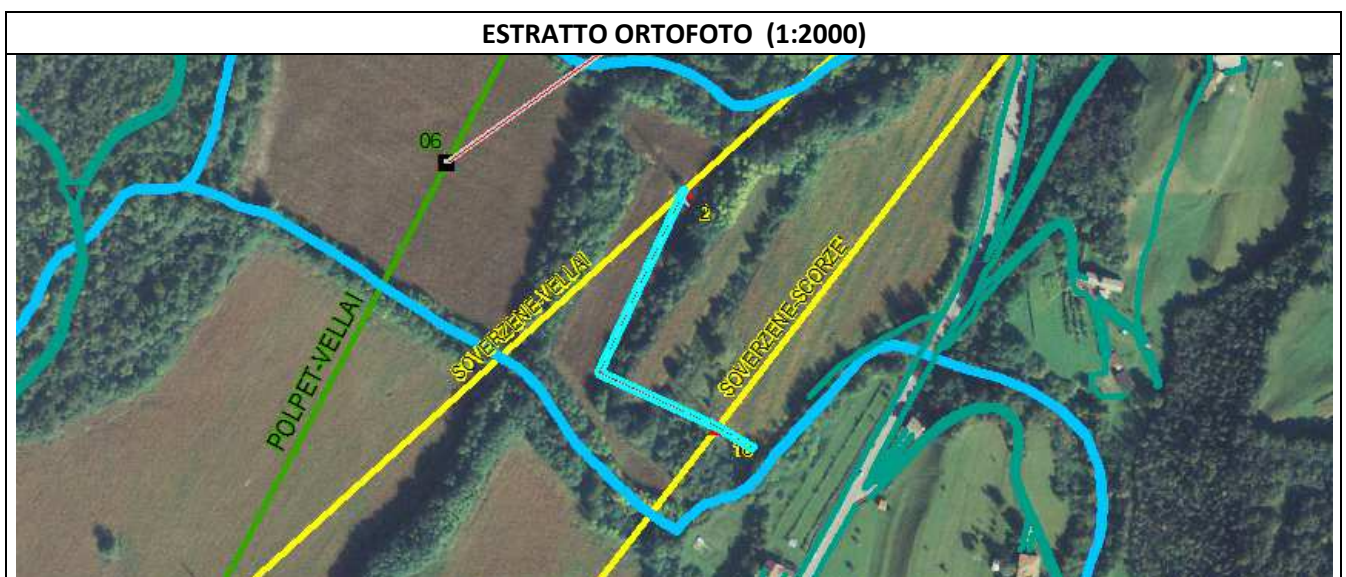 ESTRATTO ORTOFOTO (1:2000)
06
2
SOVERZENE-VELLAI
SOVERZENE-SCORZE'
POLPET-VELLAI